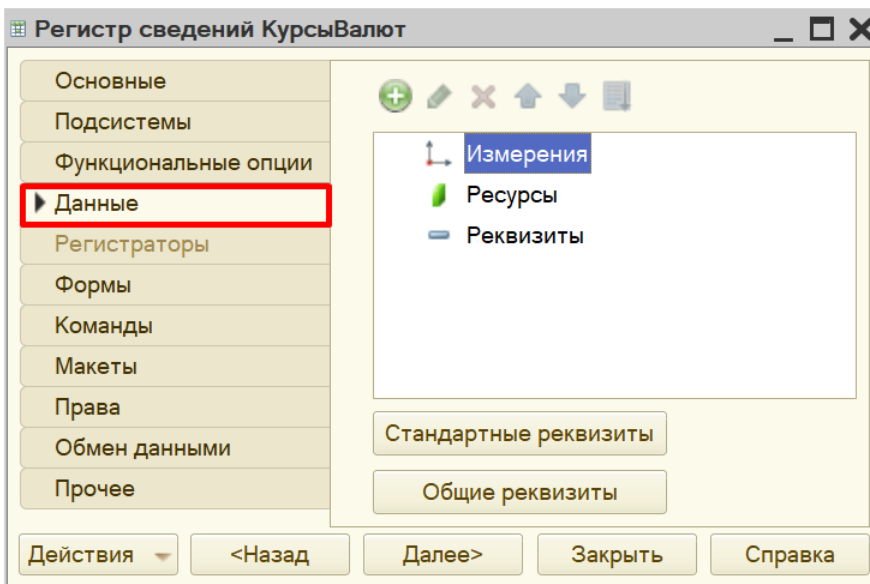 Регистр сведений КурсыВалют
Основные
Подсистемы
Функциональные опции
Данные
Регистраторы
Формы
Команды
Макеты
Права
Обмен данными
Прочее
Измерения
Ресурсы
Реквизиты
Стандартные реквизиты
Общие реквизиты
Действия <Назад Далее> Закрыть Справка